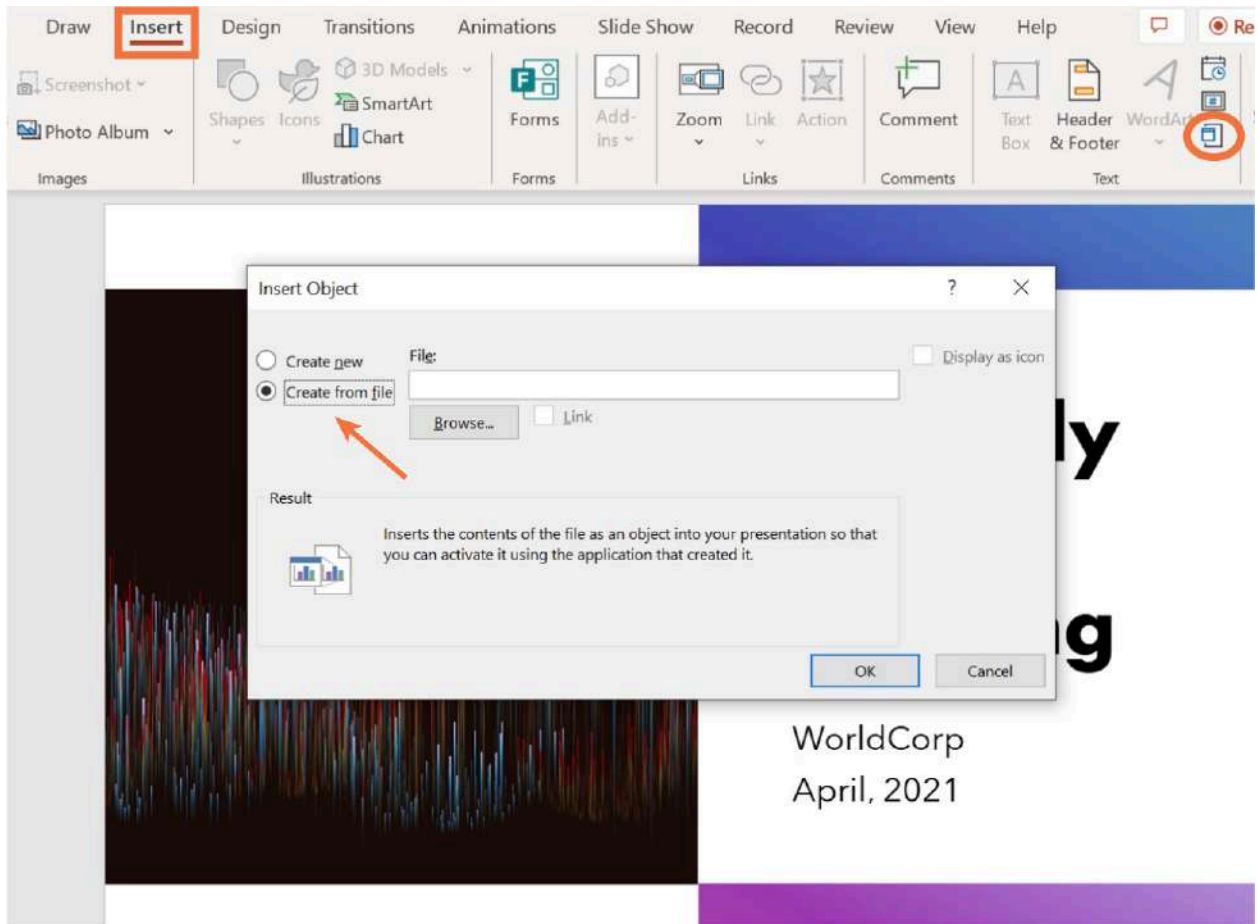 Draw Insert Design Transitions Animations Slide Show Record Review View Help Re
Screenshot
Photo Album
Images
Shapes
Icons
3D Models
SmartArt
Chart
Illustrations
Forms
Forms
Add-
ins
Zoom
Link
Action
Links
Comment
Comments
A
Text
Box
Header
& Footer
WordArt
Text
Insert Object
?
Create new
Create from file
File:
Browse...
Link
Display as icon
Result
Inserts the contents of the file as an object into your presentation so that
you can activate it using the application that created it.
OK
Cancel
ly
ng
WorldCorp
April, 2021